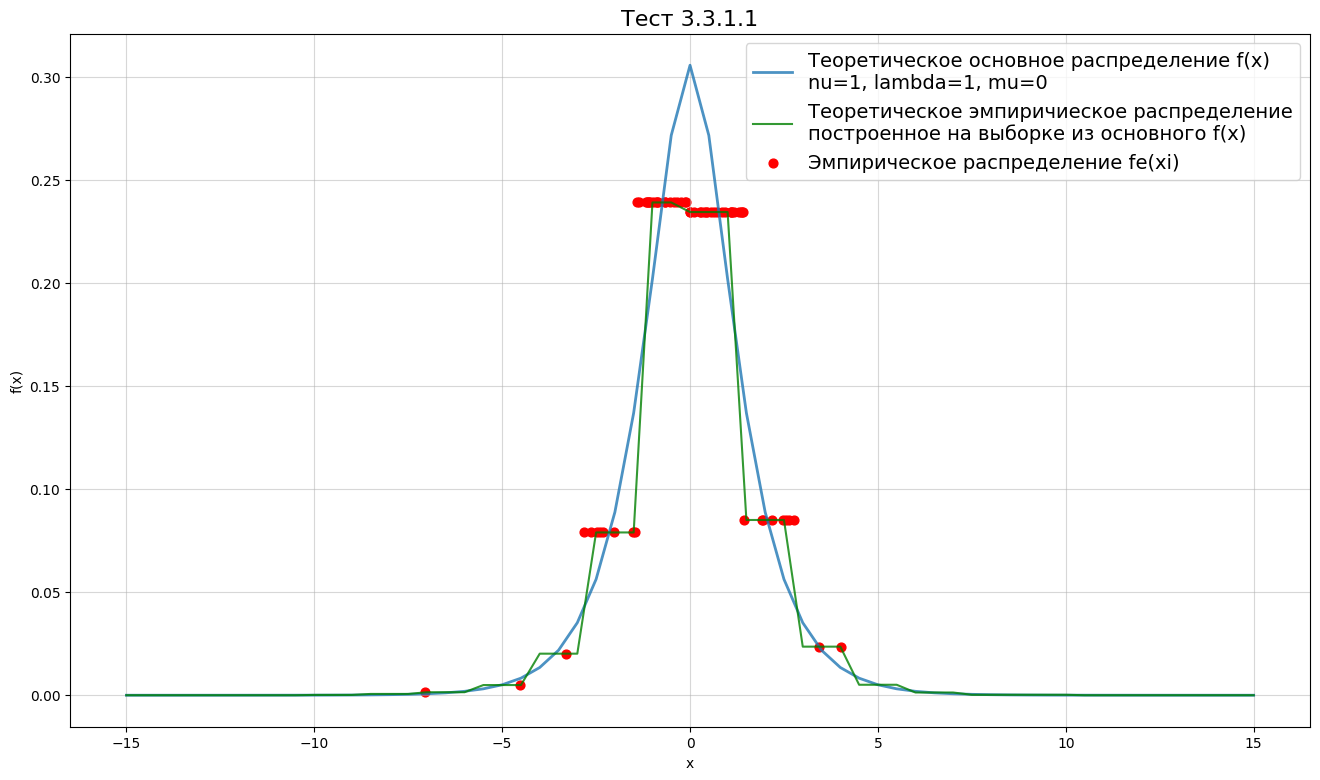 Тест 3.3.1.1
Теоретическое основное распределение f(x)
nu=1, lambda=1, mu=0
Теоретическое эмпиричиеское распределение
построенное на выборке из основного f(x)
Эмпирическое распределение fe(xi)
f(x)
0.30
0.25
0.20
0.15
0.10
0.05
0.00
−15
−10
−5
0
5
10
15
x